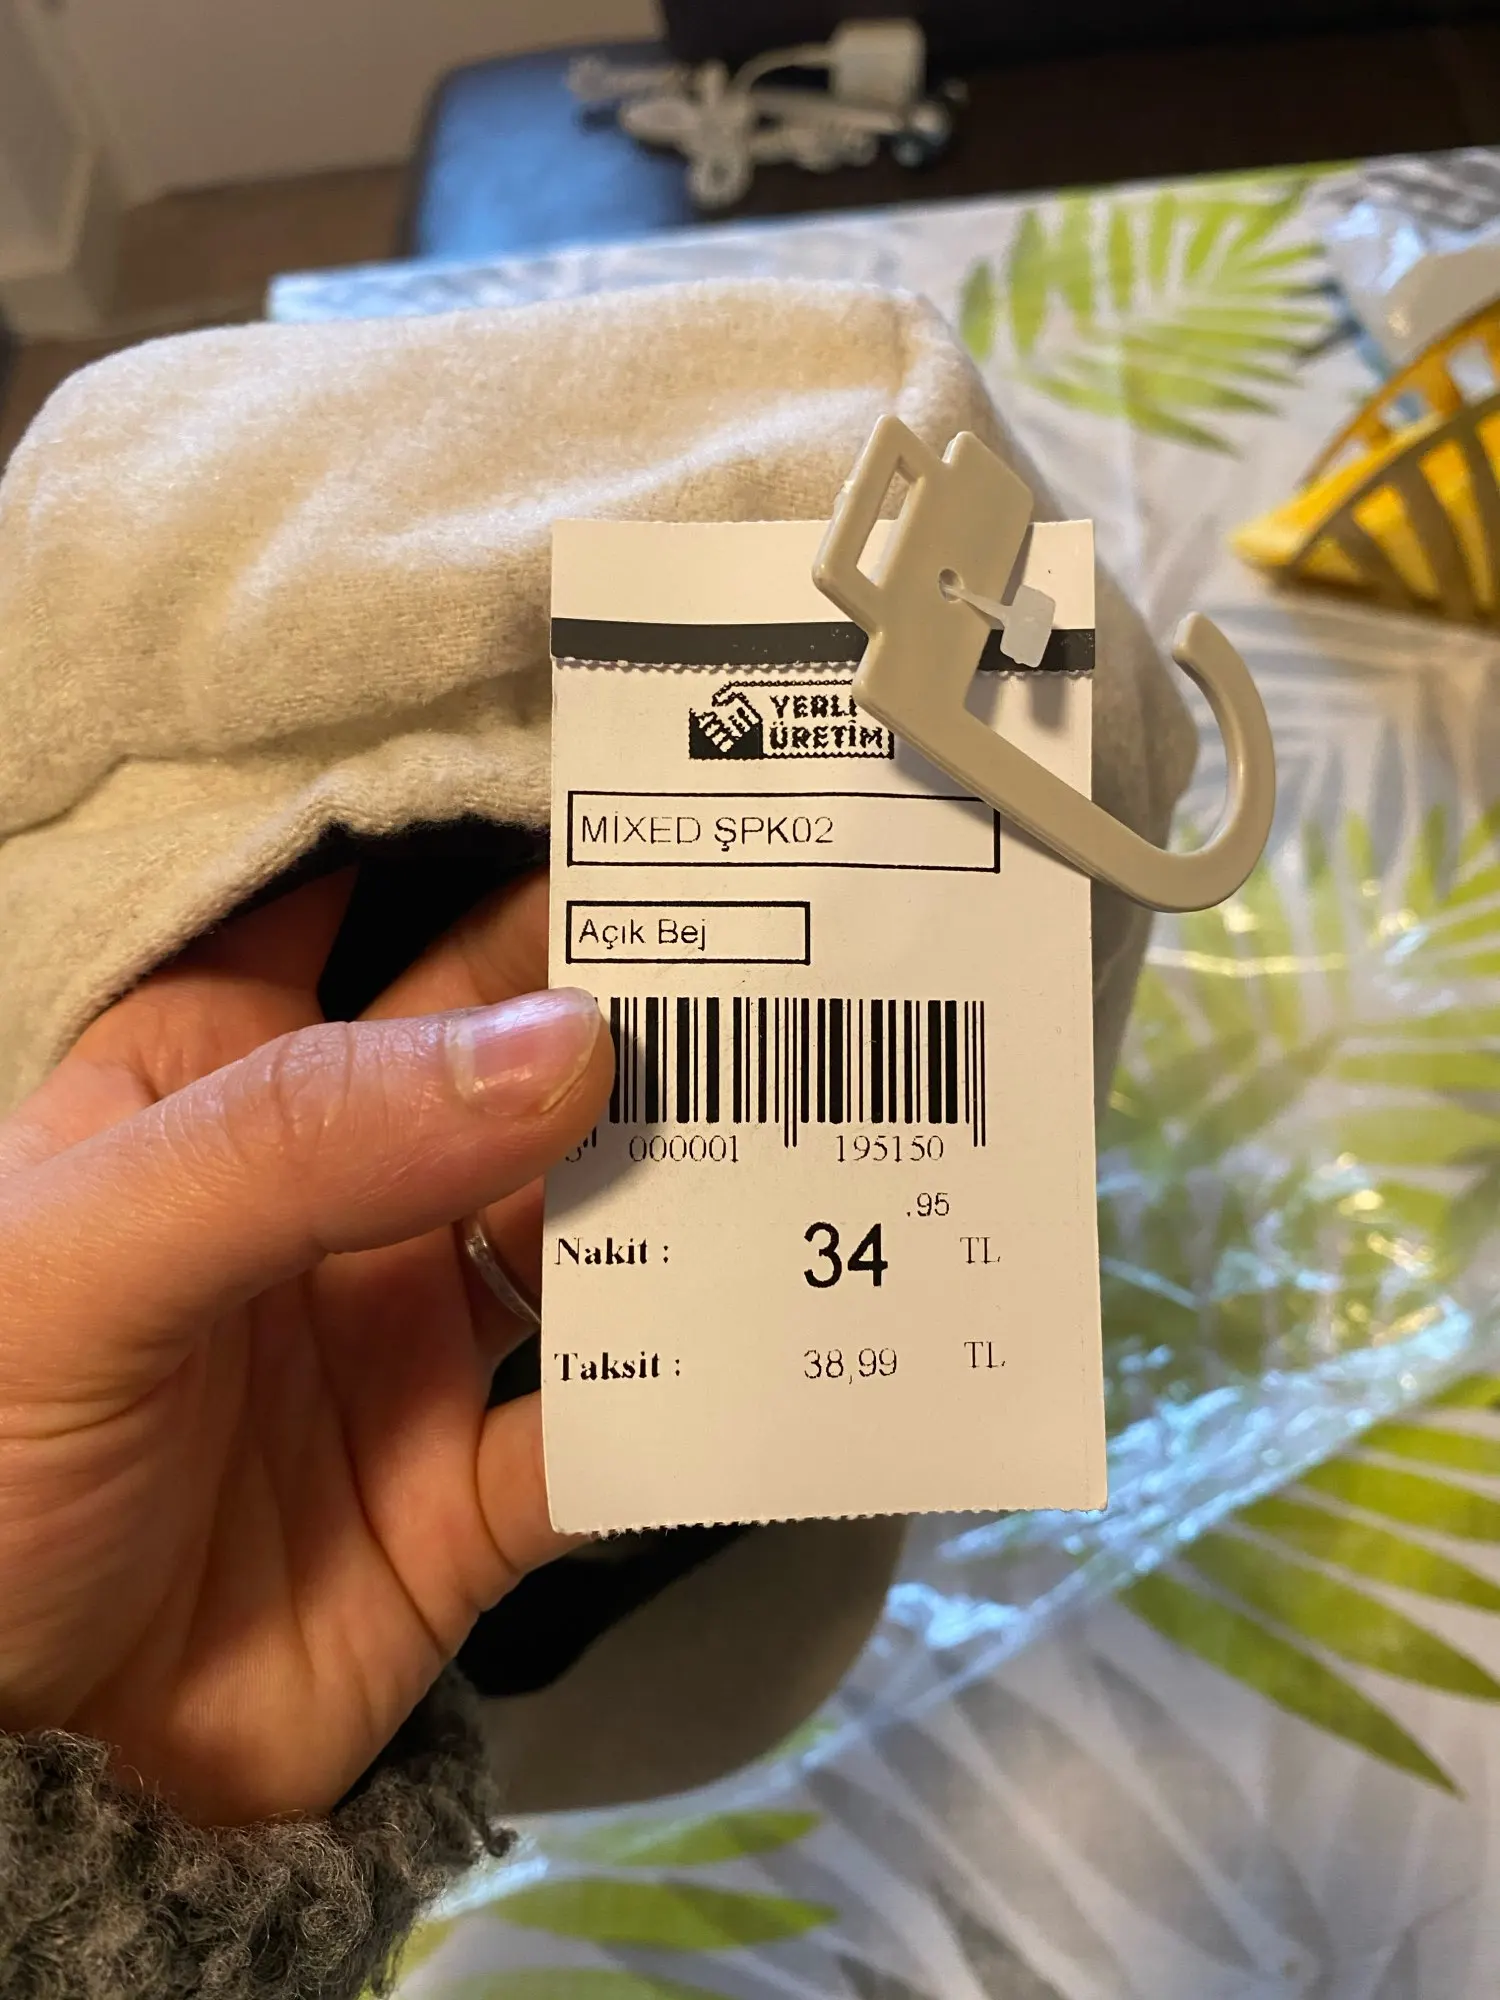 YERLİ
ÜRETİM
MİXED ŞPK02
Açık Bej
000001 195150
.95
Nakit : 34 TL
Taksit : 38,99 TL